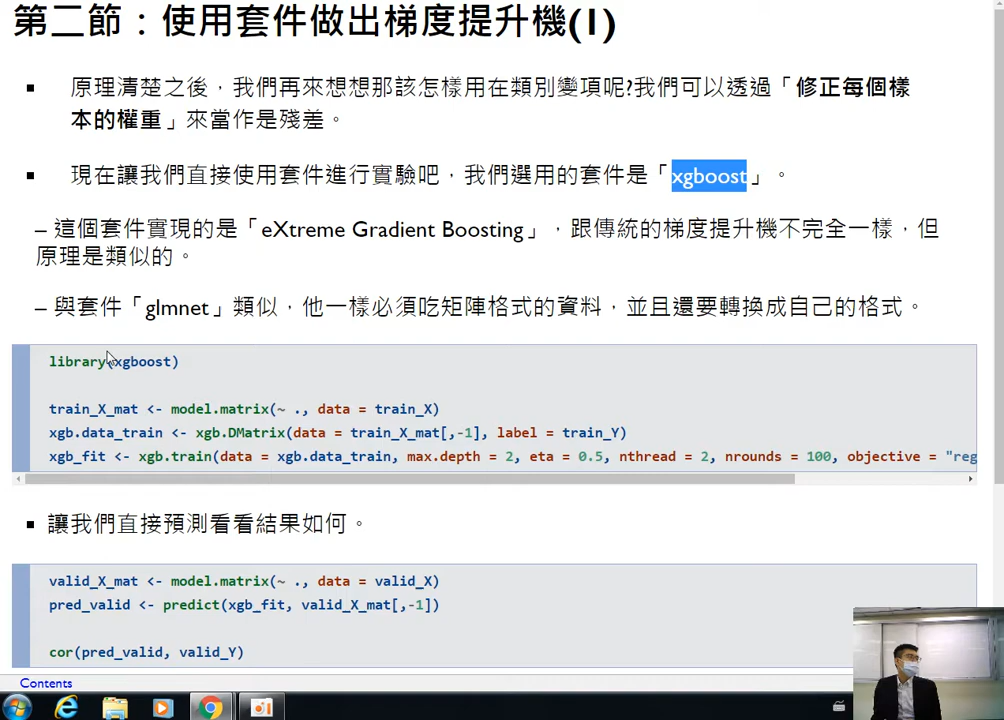 第二節：使用套件做出梯度提升機(1)
▪ 原理清楚之後，我們再來想想那該怎樣用在類別變項呢?我們可以透過「修正每個樣
本的權重」來當作是殘差。
▪ 現在讓我們直接使用套件進行實驗吧，我們選用的套件是「xgboost」。
– 這個套件實現的是「eXtreme Gradient Boosting」，跟傳統的梯度提升機不完全一樣，但
原理是類似的。
– 與套件「glmnet」類似，他一樣必須吃矩陣格式的資料，並且還要轉換成自己的格式。
library(xgboost)
train_X_mat <- model.matrix(~ ., data = train_X)
xgb.data_train <- xgb.DMatrix(data = train_X_mat[,-1], label = train_Y)
xgb_fit <- xgb.train(data = xgb.data_train, max.depth = 2, eta = 0.5, nthread = 2, nrounds = 100, objective = "reg
▪ 讓我們直接預測看看結果如何。
valid_X_mat <- model.matrix(~ ., data = valid_X)
pred_valid <- predict(xgb_fit, valid_X_mat[,-1])
cor(pred_valid, valid_Y)
Contents